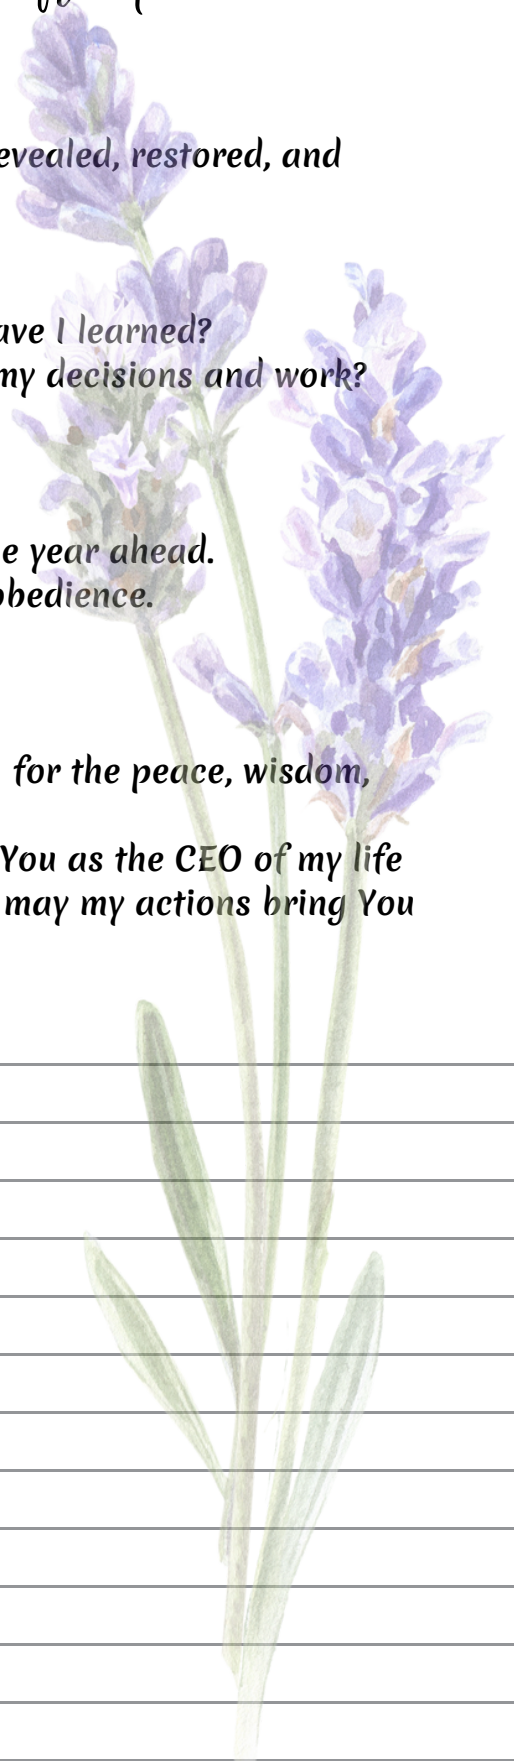 evealed, restored, and
ave I learned?
my decisions and work?
e year ahead.
obedience.
for the peace, wisdom,
You as the CEO of my life
may my actions bring You